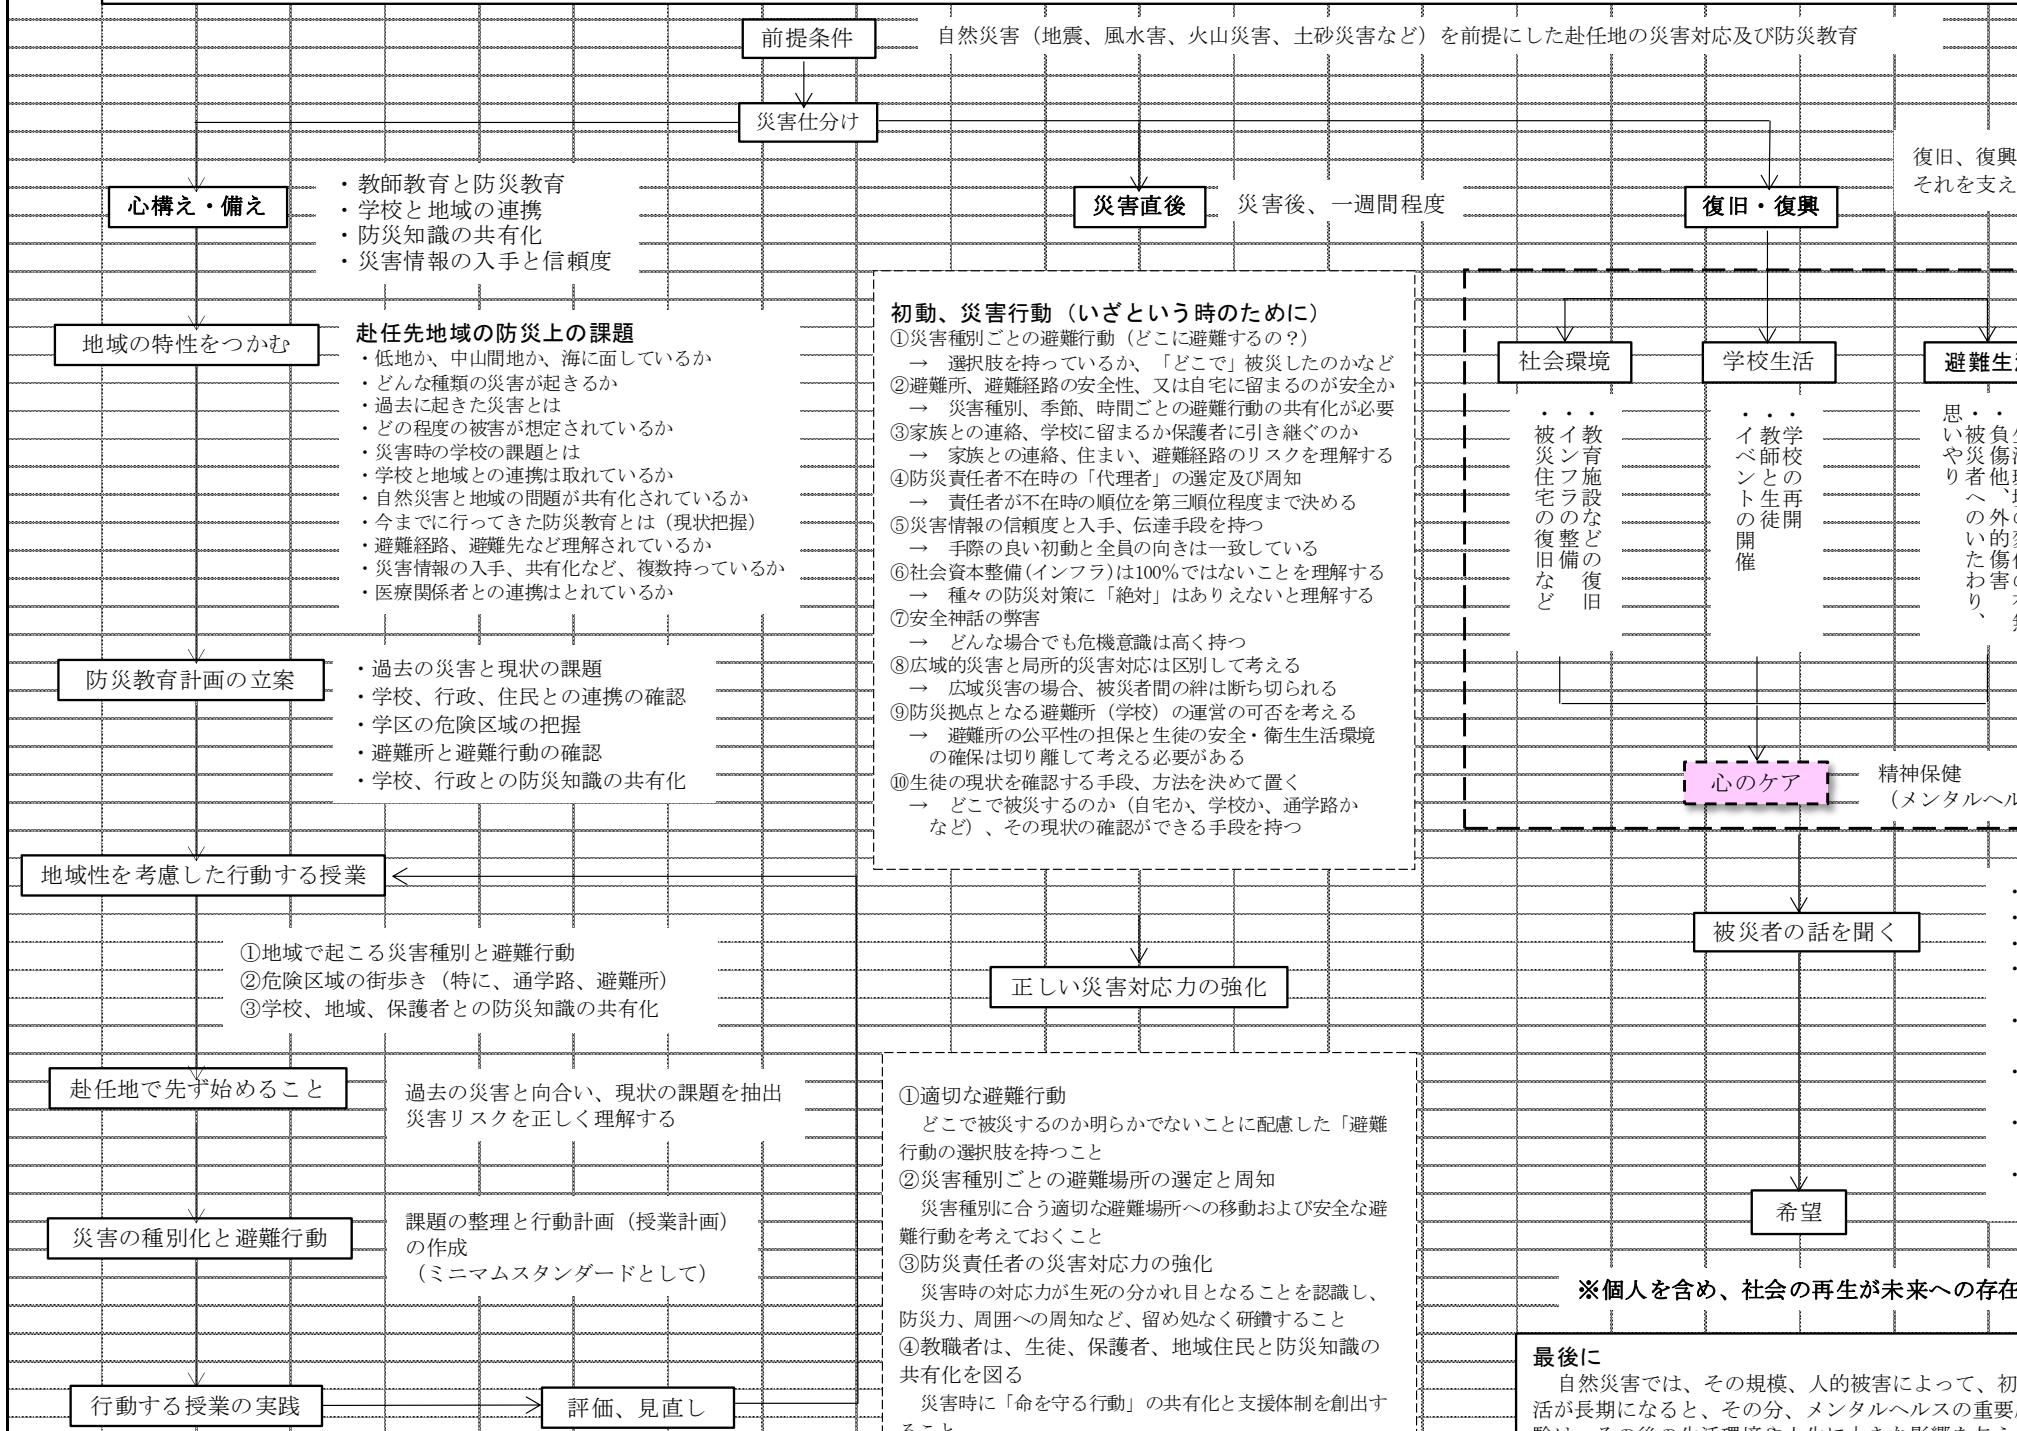 前提条件
自然災害（地震、風水害、火山災害、土砂災害など）を前提にした赴任地の災害対応及び防災教育
災害仕分け
心構え・備え
・教師教育と防災教育
・学校と地域の連携
・防災知識の共有化
・災害情報の入手と信頼度
地域の特性をつかむ
赴任先地域の防災上の課題
・低地か、中山間地か、海に面しているか
・どんな種類の災害が起きるか
・過去に起きた災害とは
・どの程度の被害が想定されているか
・災害時の学校の課題とは
・学校と地域との連携は取れているか
・自然災害と地域の問題が共有化されているか
・今までに行ってきた防災教育とは（現状把握）
・避難経路、避難先など理解されているか
・災害情報の入手、共有化など、複数持っているか
・医療関係者との連携はとれているか
防災教育計画の立案
・過去の災害と現状の課題
・学校、行政、住民との連携の確認
・学区の危険区域の把握
・避難所と避難行動の確認
・学校、行政との防災知識の共有化
地域性を考慮した行動する授業
①地域で起こる災害種別と避難行動
②危険区域の街歩き（特に、通学路、避難所）
③学校、地域、保護者との防災知識の共有化
赴任地で先ず始めること
過去の災害と向合い、現状の課題を抽出
災害リスクを正しく理解する
災害の種別化と避難行動
課題の整理と行動計画（授業計画）
の作成
（ミニマムスタンダードとして）
行動する授業の実践
評価、見直し
災害直後
災害後、一週間程度
初動、災害行動（いざという時のために）
①災害種別ごとの避難行動（どこに避難するの？）
→　選択肢を持っているか、「どこで」被災したのかなど
②避難所、避難経路の安全性、又は自宅に留まるのが安全か
→　災害種別、季節、時間ごとの避難行動の共有化が必要
③家族との連絡、学校に留まるか保護者に引き継ぐのか
→　家族との連絡、住まい、避難経路のリスクを理解する
④防災責任者不在時の「代理者」の選定及び周知
→　責任者が不在時の順位を第三順位程度まで決める
⑤災害情報の信頼度と入手、伝達手段を持つ
→　手際の良い初動と全員の向きは一致している
⑥社会資本整備(インフラ)は100%ではないことを理解する
→　種々の防災対策に「絶対」はありえないと理解する
⑦安全神話の弊害
→　どんな場合でも危機意識は高く持つ
⑧広域的災害と局所的災害対応は区別して考える
→　広域災害の場合、被災者間の絆は断ち切られる
⑨防災拠点となる避難所（学校）の運営の可否を考える
→　避難所の公平性の担保と生徒の安全・衛生生活環境
の確保は切り離して考える必要がある
⑩生徒の現状を確認する手段、方法を決めて置く
→　どこで被災するのか（自宅か、学校か、通学路か
など）、その現状の確認ができる手段を持つ
正しい災害対応力の強化
①適切な避難行動
どこで被災するのか明らかでないことに配慮した「避難
行動の選択肢を持つこと
②災害種別ごとの避難場所の選定と周知
災害種別に合う適切な避難場所への移動および安全な避
難行動を考えておくこと
③防災責任者の災害対応力の強化
災害時の対応力が生死の分かれ目となることを認識し、
防災力、周囲への周知など、留め処なく研鑽すること
④教職者は、生徒、保護者、地域住民と防災知識の
共有化を図る
災害時に「命を守る行動」の共有化と支援体制を創出す
ること
復旧・復興
復旧、復興
それを支え
社会環境
・教育施設などの復旧
・インフラの整備
・被災住宅の復旧など
学校生活
・学校の再開
・教師と生徒
・イベントの開催
避難生
・負傷他、外的傷害
・被災者へのいたわり、
思いやり
心のケア
精神保健
（メンタルヘル
被災者の話を聞く
希望
※個人を含め、社会の再生が未来への存在
最後に
自然災害では、その規模、人的被害によって、初
活が長期になると、その分、メンタルヘルスの重要